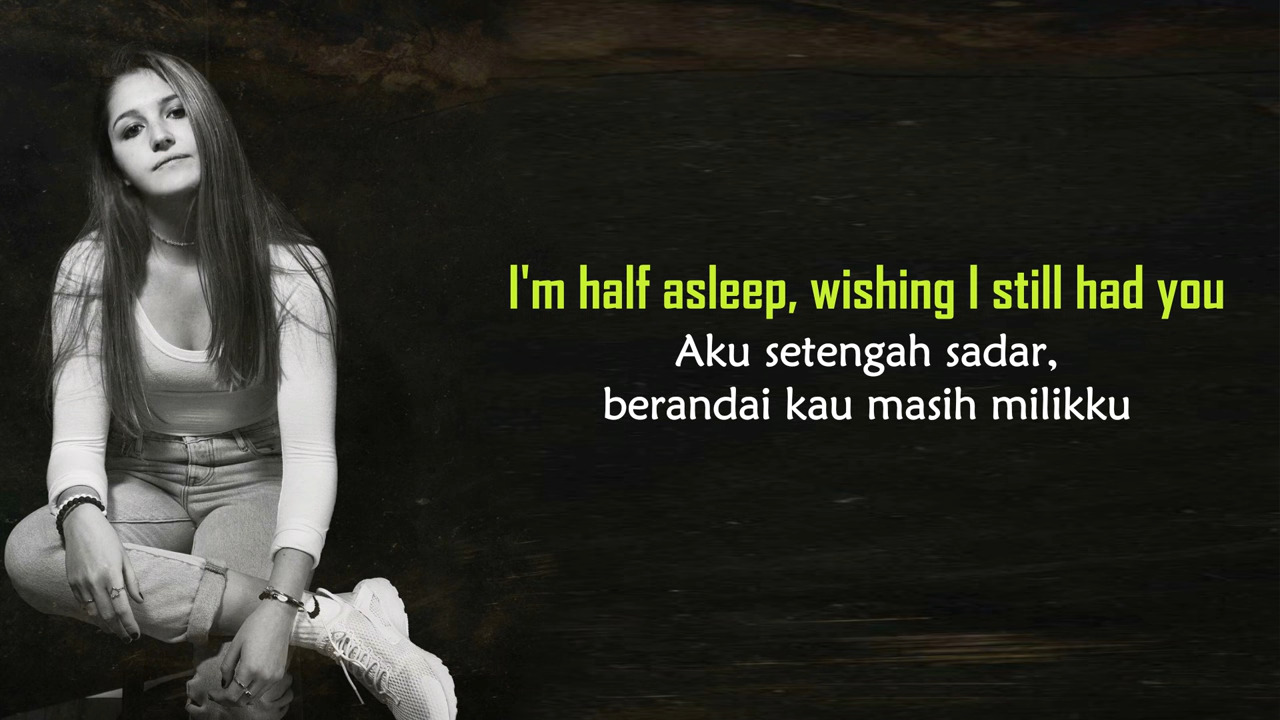 I'm half asleep, wishing I still had you
Aku setengah sadar,
berandai kau masih milikku